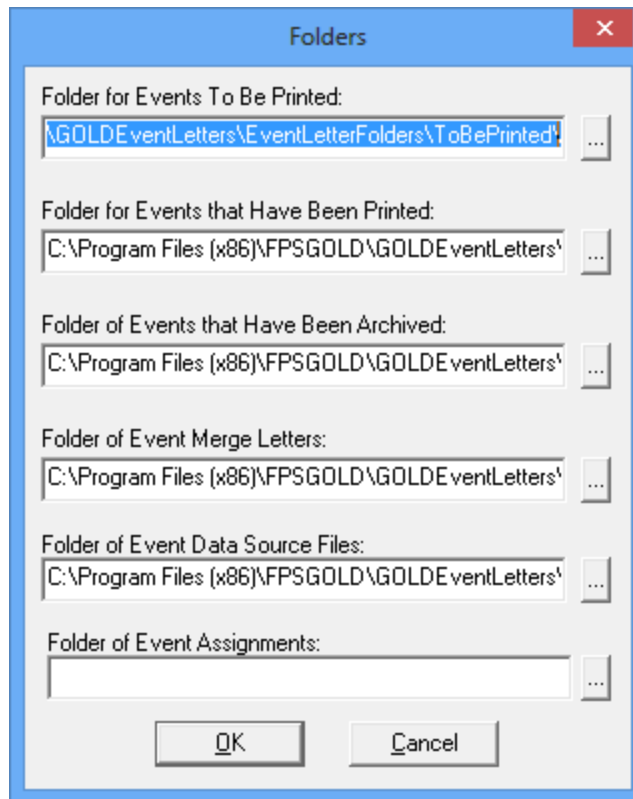 Folders
Folder for Events To Be Printed:
\GOLDEventLetters\EventLetterFolders\ToBePrinted\
...
Folder for Events that Have Been Printed:
C:\Program Files (x86)\FPSGOLD\GOLDEventLetters\
...
Folder of Events that Have Been Archived:
C:\Program Files (x86)\FPSGOLD\GOLDEventLetters\
...
Folder of Event Merge Letters:
C:\Program Files (x86)\FPSGOLD\GOLDEventLetters\
...
Folder of Event Data Source Files:
C:\Program Files (x86)\FPSGOLD\GOLDEventLetters\
...
Folder of Event Assignments:
...
OK Cancel